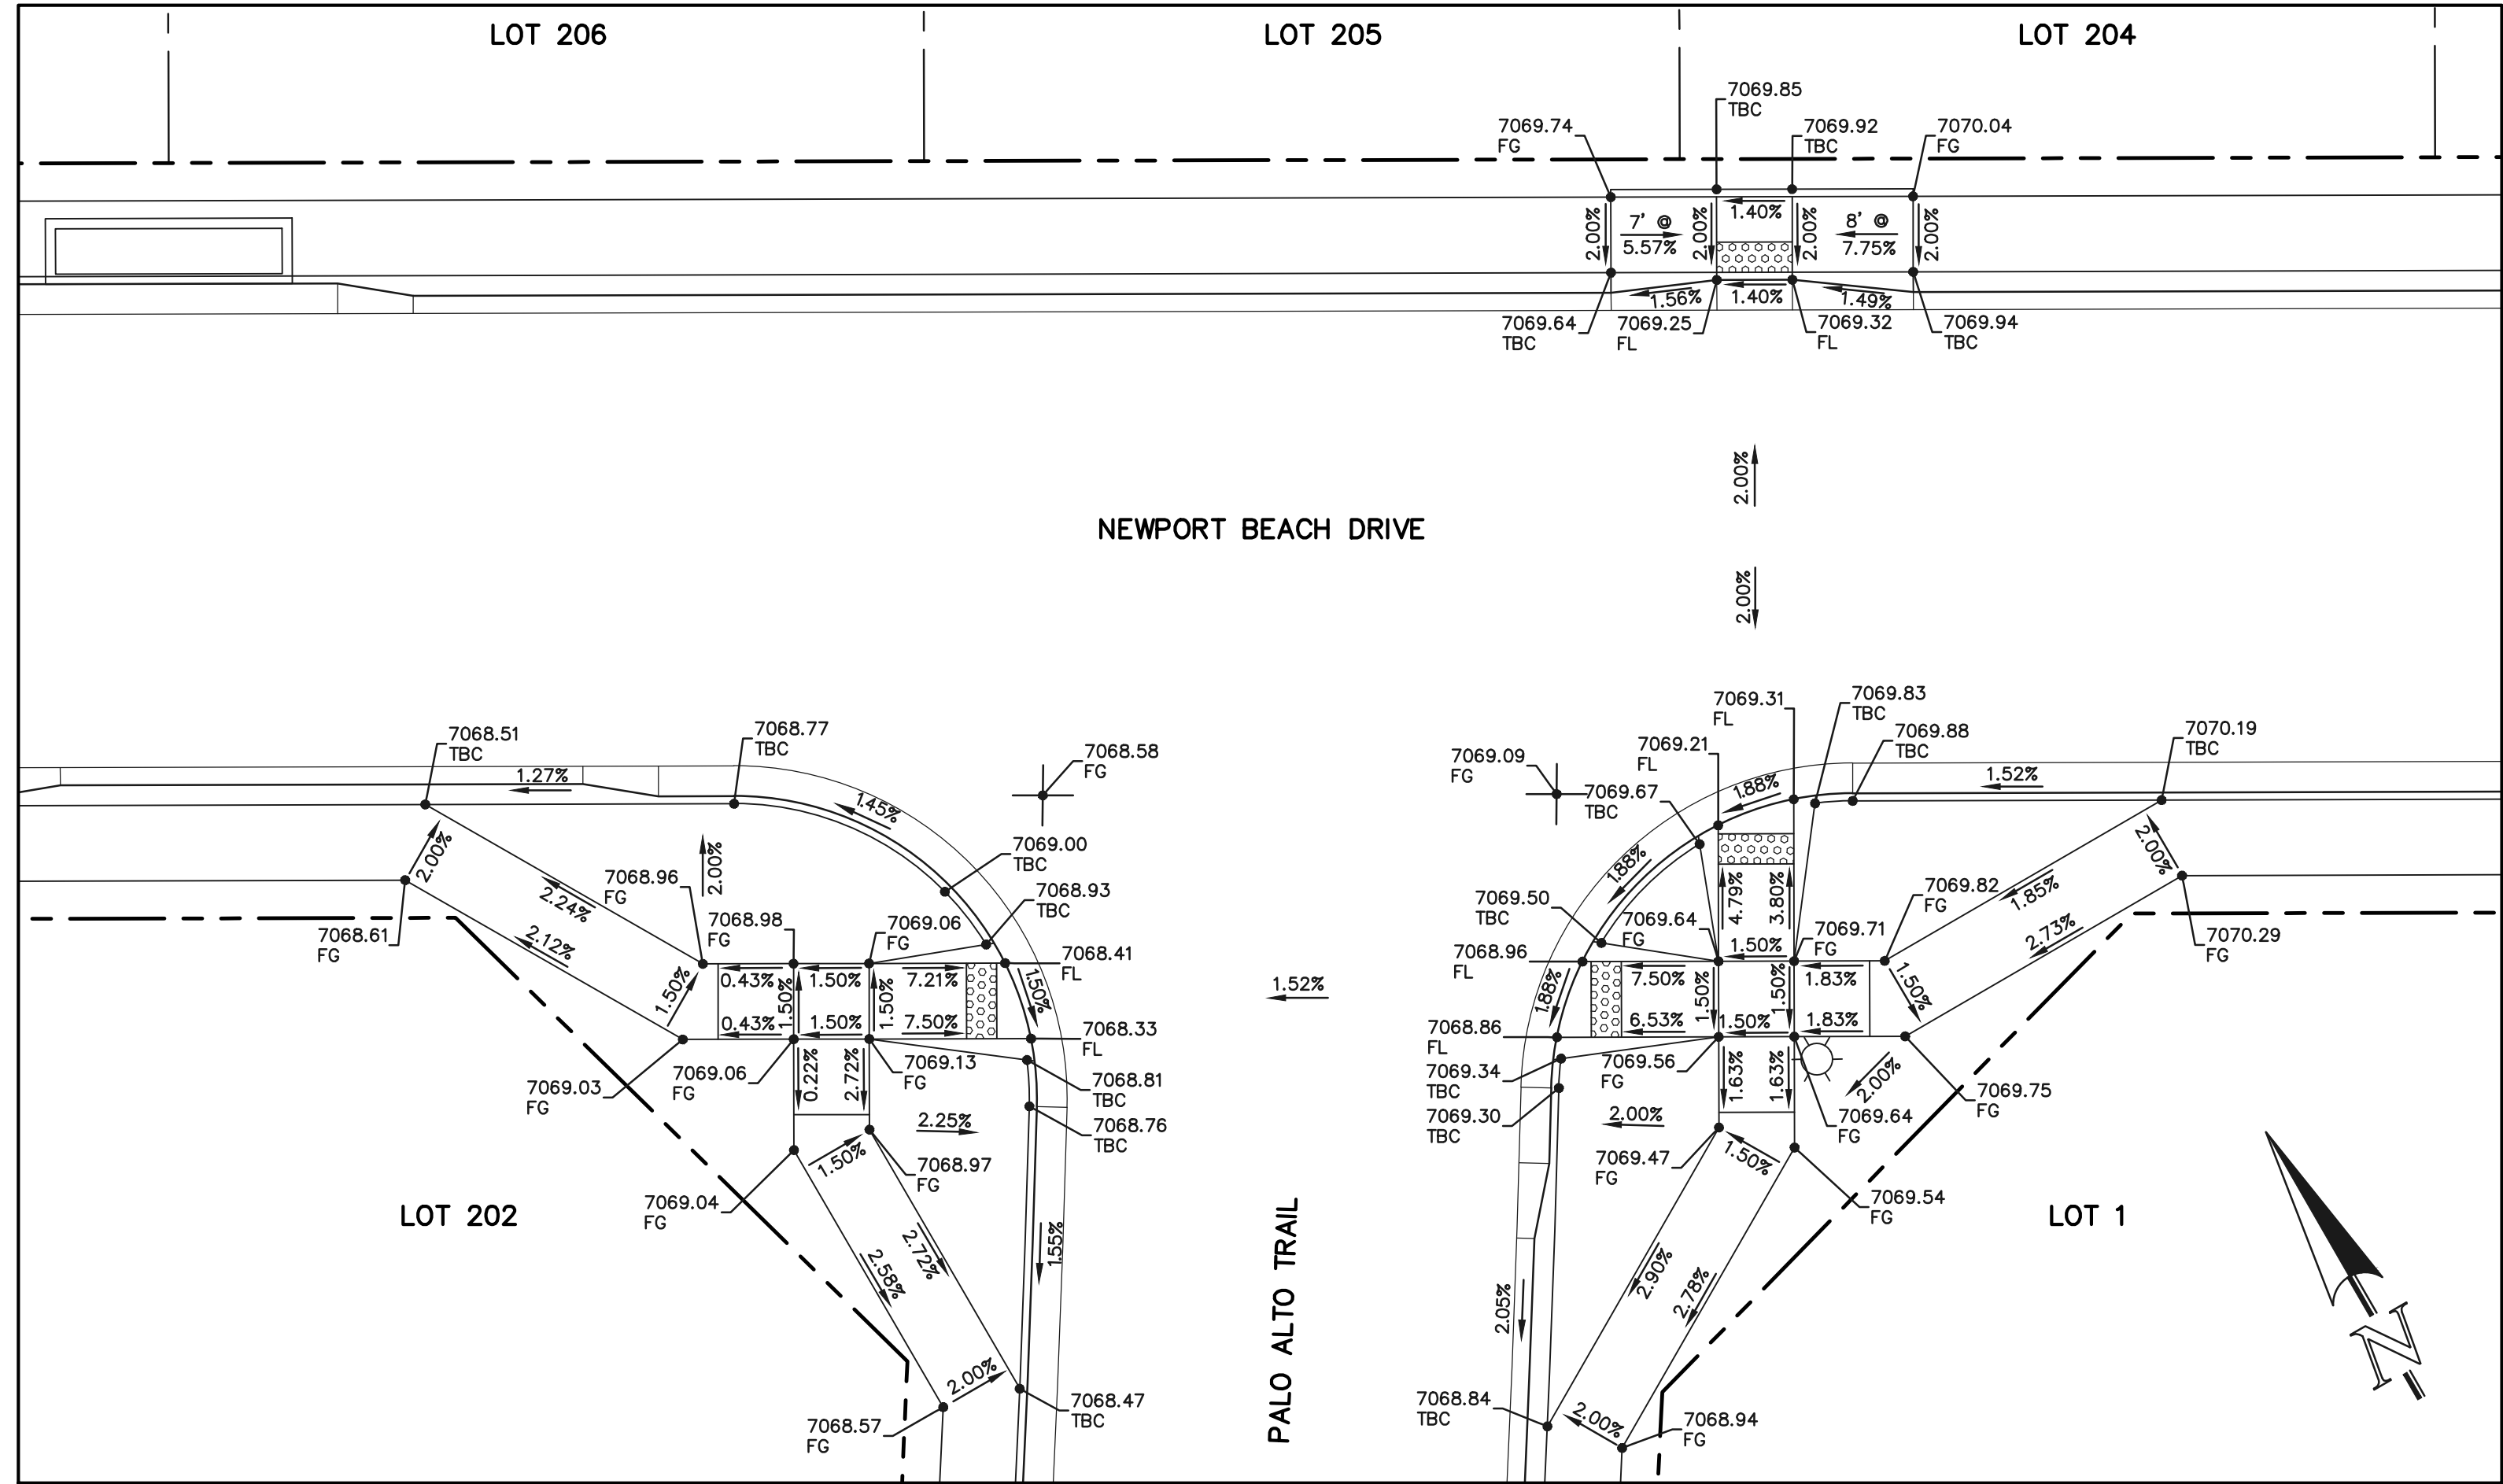 LOT 206
LOT 205
LOT 204
7069.85
TBC
7069.74
FG
7069.92
TBC
7070.04
FG
2.00%
7' @
5.57%
2.00%
1.40%
2.00%
8' @
7.75%
2.00%
1.56%
1.40%
1.49%
7069.64
TBC
7069.25
FL
7069.32
FL
7069.94
TBC
2.00%
NEWPORT BEACH DRIVE
2.00%
7068.51
TBC
7068.77
TBC
7068.58
FG
1.27%
1.45%
7069.00
TBC
2.00%
2.24%
7068.96
FG
2.00%
7068.93
TBC
7068.98
FG
7069.06
FG
7068.61
FG
2.12%
7068.41
FL
1.50%
0.43%
1.50%
1.50%
1.50%
7.21%
1.50%
0.43%
1.50%
7.50%
7068.33
FL
7069.03
FG
7069.06
FG
0.22%
2.72%
7069.13
FG
7068.81
TBC
2.25%
7068.76
TBC
1.50%
7068.97
FG
7069.04
FG
LOT 202
2.58%
2.72%
1.55%
2.00%
7068.57
FG
7068.47
TBC
1.52%
PALO ALTO TRAIL
7069.31
FL
7069.83
TBC
7069.88
TBC
7070.19
TBC
7069.09
FG
7069.21
FL
1.88%
1.52%
7069.67
TBC
1.88%
2.00%
7069.50
TBC
7069.64
FG
4.79%
3.80%
7069.82
FG
1.85%
7068.96
FL
1.50%
7069.71
FG
2.73%
7070.29
FG
1.88%
7.50%
1.50%
1.50%
1.83%
1.50%
7068.86
FL
6.53%
1.50%
1.83%
7069.34
TBC
7069.56
FG
1.63%
1.63%
2.00%
7069.75
FG
7069.30
TBC
2.00%
7069.64
FG
7069.47
FG
1.50%
7069.54
FG
LOT 1
2.05%
2.90%
2.78%
7068.84
TBC
2.00%
7068.94
FG
N